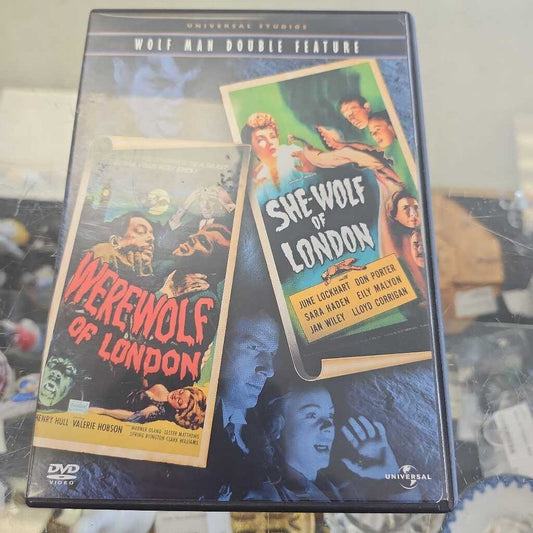 UNIVERSAL STUDIOS
WOLF MAN DOUBLE FEATURE
SHE-WOLF
OF
LONDON
with
JUNE LOCKHART DON PORTER
SARA HADEN EILY MALYON
JAN WILEY LLOYD CORRIGAN
WEREWOLF
OF LONDON
HENRY HULL
VALERIE HOBSON
WARNER OLAND LESTER MATTHEWS
SPRING BYINGTON CLARK WILLIAMS
DVD
VIDEO
UNIVERSAL